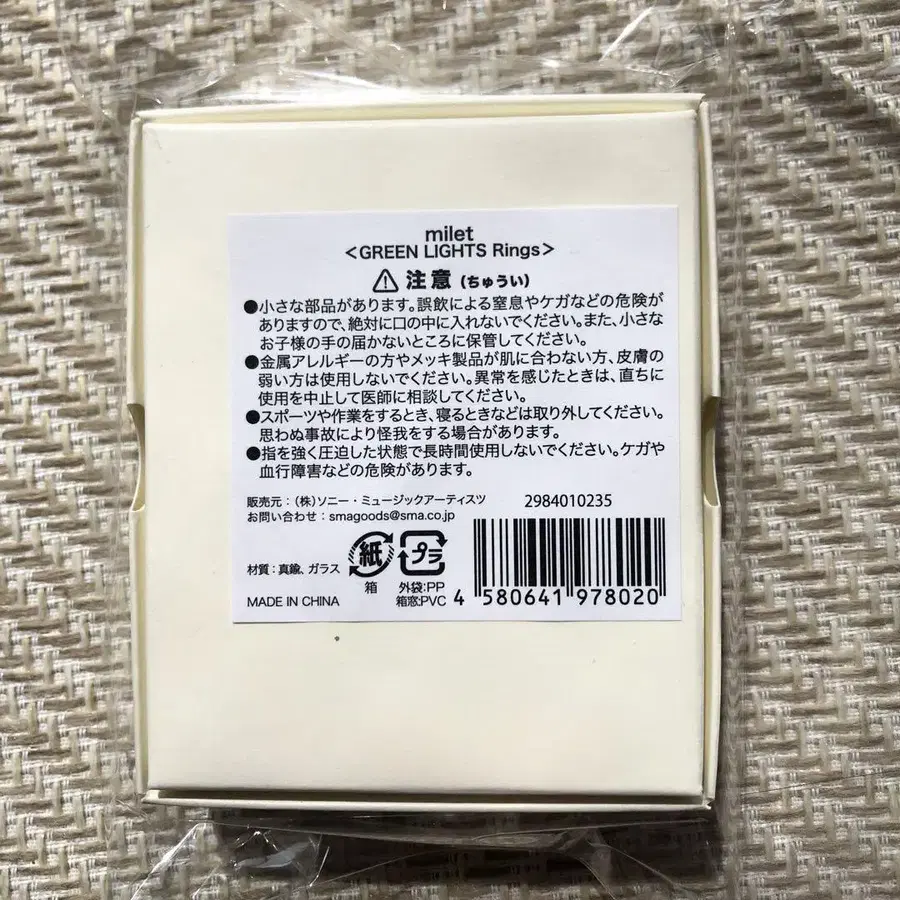 milet
<GREEN LIGHTS Rings>
⚠ 注意(ちゅうい)
●小さな部品があります。誤飲による窒息やケガなどの危険が
ありますので、絶対に口の中に入れないでください。また、小さな
お子様の手の届かないところに保管してください。
●金属アレルギーの方やメッキ製品が肌に合わない方、皮膚の
弱い方は使用しないでください。異常を感じたときは、直ちに
使用を中止して医師に相談してください。
●スポーツや作業をするとき、寝るときなどは取り外してください。
思わぬ事故により怪我をする場合があります。
●指を強く圧迫した状態で長時間使用しないでください。ケガや
血行障害などの危険があります。
販売元:(株)ソニー・ミュージックアーティスツ 2984010235
お問い合わせ:smagoods@sma.co.jp
材質:真鍮、ガラス
紙
箱
プラ
外袋:PP
箱窓:PVC
MADE IN CHINA
4 580641 978020